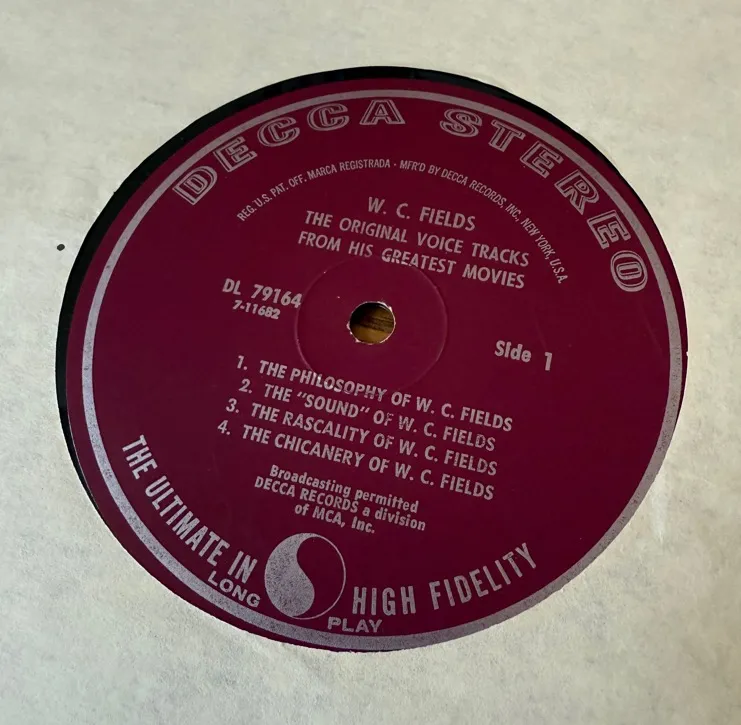 DECCA STEREO
REG. U.S. PAT. OFF. MARCA REGISTRADA · MFR'D BY DECCA RECORDS, INC., NEW YORK, U.S.A.
W. C. FIELDS
THE ORIGINAL VOICE TRACKS
FROM HIS GREATEST MOVIES
DL 79164
7-11682
Side 1
1. THE PHILOSOPHY OF W. C. FIELDS
2. THE "SOUND" OF W. C. FIELDS
3. THE RASCALITY OF W. C. FIELDS
4. THE CHICANERY OF W. C. FIELDS
Broadcasting permitted
DECCA RECORDS a division
of MCA, Inc.
THE ULTIMATE IN HIGH FIDELITY
LONG PLAY